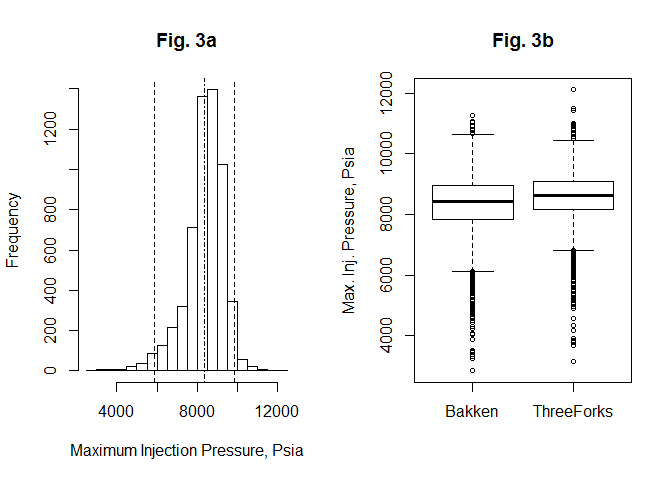 Fig. 3a
Frequency
0
200
400
600
800
1200
4000
8000
12000
Maximum Injection Pressure, Psia
Fig. 3b
Max. Inj. Pressure, Psia
4000
6000
8000
10000
12000
Bakken
ThreeForks